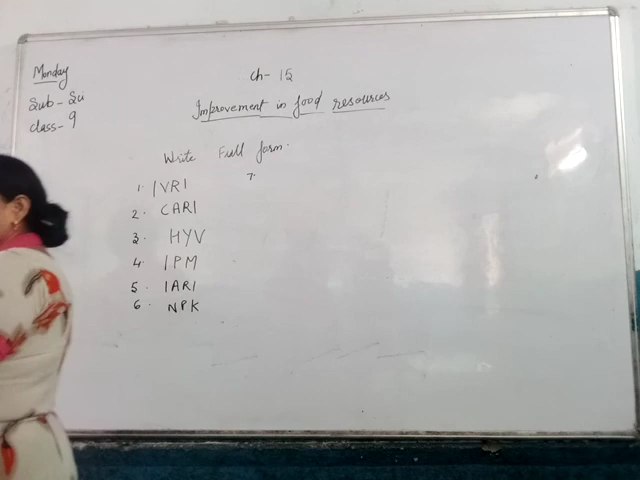 Monday
Sub - Sci
class - 9
Ch - 15
Improvement in food resources
Write Full form.
1. IVRI
2. CARI
3. HYV
4. IPM
5. IARI
6. NPK
7.